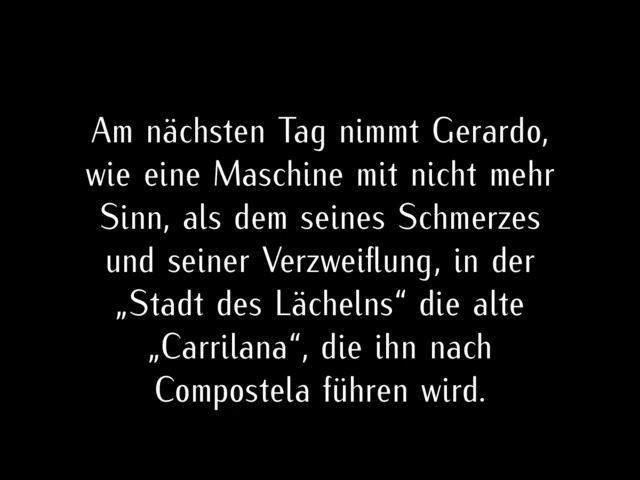 Am nächsten Tag nimmt Gerardo,
wie eine Maschine mit nicht mehr
Sinn, als dem seines Schmerzes
und seiner Verzweiflung, in der
„Stadt des Lächelns“ die alte
„Carrilana“, die ihn nach
Compostela führen wird.